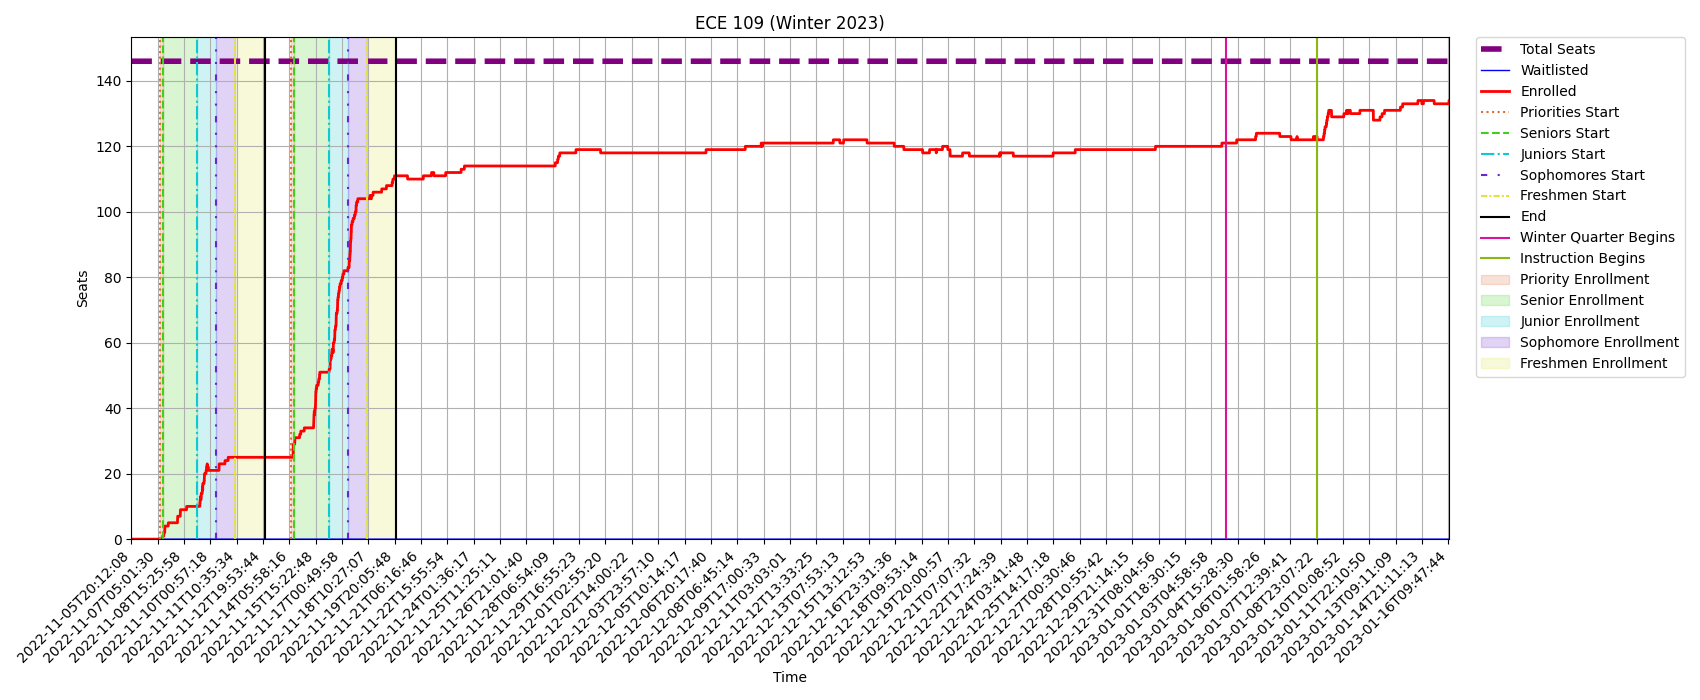 ECE 109 (Winter 2023)
Seats
140
120
100
80
60
40
20
0
2022-11-05T20:12:08
2022-11-07T05:01:30
2022-11-08T15:25:58
2022-11-10T00:57:18
2022-11-11T10:35:34
2022-11-12T19:53:44
2022-11-14T05:58:16
2022-11-15T15:22:48
2022-11-17T00:49:58
2022-11-18T10:27:07
2022-11-19T20:05:48
2022-11-21T06:16:46
2022-11-22T15:55:54
2022-11-24T01:36:17
2022-11-25T11:25:11
2022-11-26T21:01:40
2022-11-28T06:54:09
2022-11-29T16:55:23
2022-12-01T02:55:20
2022-12-02T14:00:22
2022-12-03T23:57:10
2022-12-05T10:14:17
2022-12-06T20:17:40
2022-12-08T06:45:14
2022-12-09T17:00:33
2022-12-11T03:03:01
2022-12-12T13:33:25
2022-12-13T07:53:13
2022-12-15T13:12:53
2022-12-16T23:31:36
2022-12-18T09:53:14
2022-12-19T20:00:57
2022-12-21T07:07:32
2022-12-22T17:24:39
2022-12-24T03:41:48
2022-12-25T14:17:18
2022-12-27T00:30:46
2022-12-28T10:55:42
2022-12-29T21:14:15
2022-12-31T08:04:56
2023-01-01T18:30:15
2023-01-03T04:58:58
2023-01-04T15:28:30
2023-01-06T01:58:26
2023-01-07T12:39:41
2023-01-08T23:07:22
2023-01-10T10:08:52
2023-01-11T22:10:50
2023-01-13T09:11:09
2023-01-14T21:11:13
2023-01-16T09:47:44
Time
Total Seats
Waitlisted
Enrolled
Priorities Start
Seniors Start
Juniors Start
Sophomores Start
Freshmen Start
End
Winter Quarter Begins
Instruction Begins
Priority Enrollment
Senior Enrollment
Junior Enrollment
Sophomore Enrollment
Freshmen Enrollment